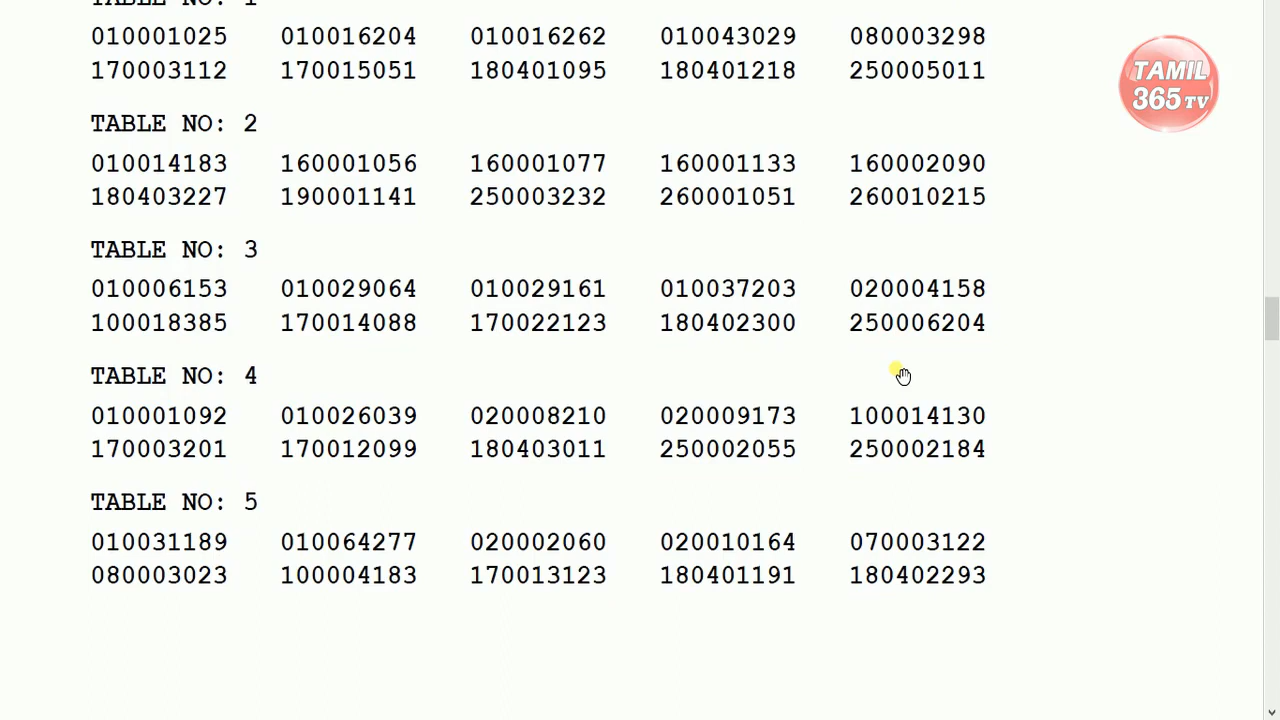 TABLE NO: 1
010001025 010016204 010016262 010043029 080003298
170003112 170015051 180401095 180401218 250005011
TABLE NO: 2
010014183 160001056 160001077 160001133 160002090
180403227 190001141 250003232 260001051 260010215
TABLE NO: 3
010006153 010029064 010029161 010037203 020004158
100018385 170014088 170022123 180402300 250006204
TABLE NO: 4
010001092 010026039 020008210 020009173 100014130
170003201 170012099 180403011 250002055 250002184
TABLE NO: 5
010031189 010064277 020002060 020010164 070003122
080003023 100004183 170013123 180401191 180402293
TAMIL
365 TV